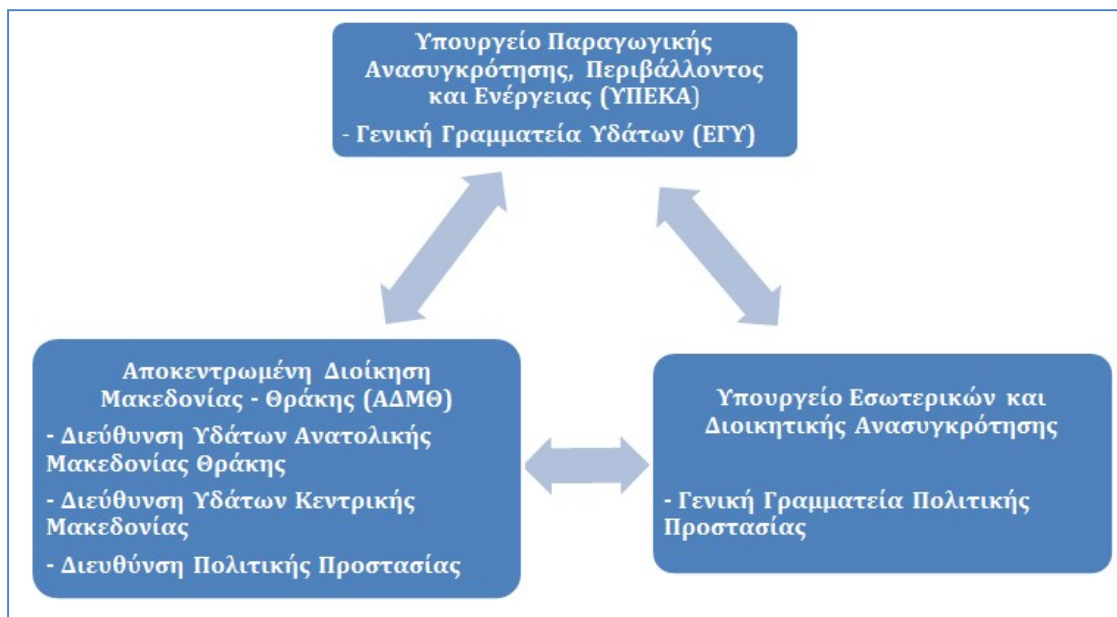 Υπουργείο Παραγωγικής
Ανασυγκρότησης, Περιβάλλοντος
και Ενέργειας (ΥΠΕΚΑ)
- Γενική Γραμματεία Υδάτων (ΕΓΥ)
Αποκεντρωμένη Διοίκηση
Μακεδονίας - Θράκης (ΑΔΜΘ)
- Διεύθυνση Υδάτων Ανατολικής
Μακεδονίας Θράκης
- Διεύθυνση Υδάτων Κεντρικής
Μακεδονίας
- Διευθύνση Πολιτικής Προστασίας
Υπουργείο Εσωτερικών και
Διοικητικής Ανασυγκρότησης
- Γενική Γραμματεία Πολιτικής
Προστασίας